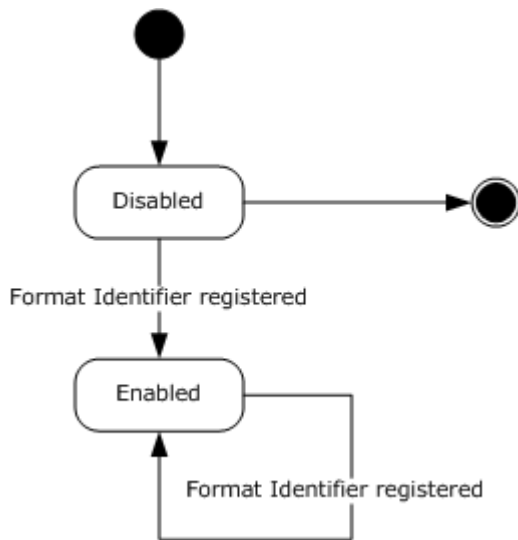 Disabled
Format Identifier registered
Enabled
Format Identifier registered